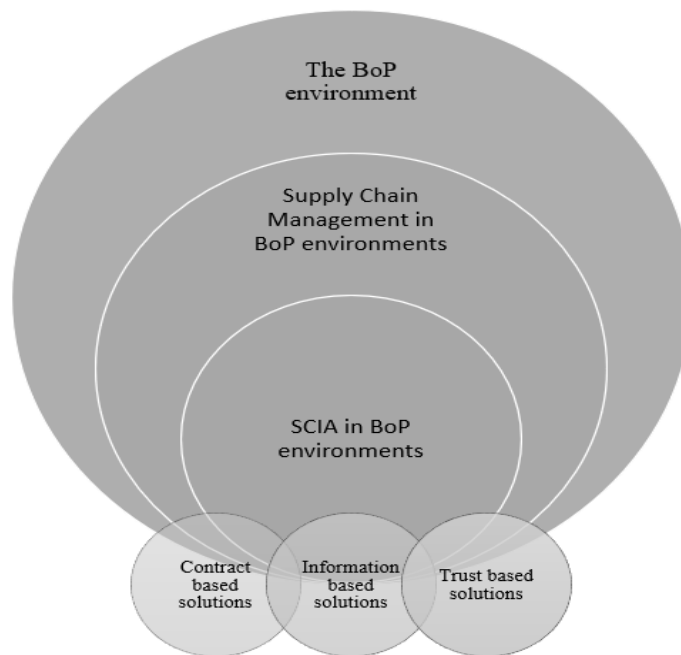 The BoP
environment
Supply Chain
Management in
BoP environments
SCIA in BoP
environments
Contract
based
solutions
Information
based
solutions
Trust based
solutions